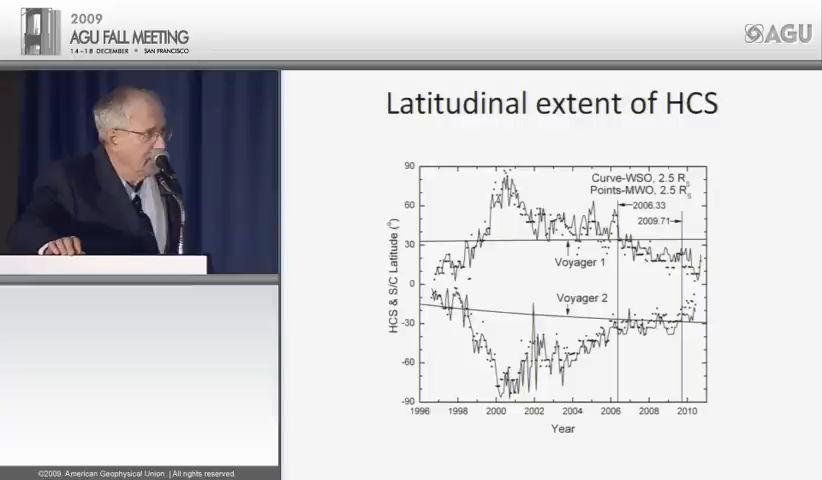 2009
AGU FALL MEETING
14–18 DECEMBER • SAN FRANCISCO
AGU
Latitudinal extent of HCS
Curve-WSO, 2.5 Rs
Points-MWO, 2.5 Rs
2006.33
2009.71
Voyager 1
Voyager 2
HCS & S/C Latitude (°)
90
60
30
0
-30
-60
-90
1996 1998 2000 2002 2004 2006 2008 2010
Year
©2009. American Geophysical Union | All rights reserved.